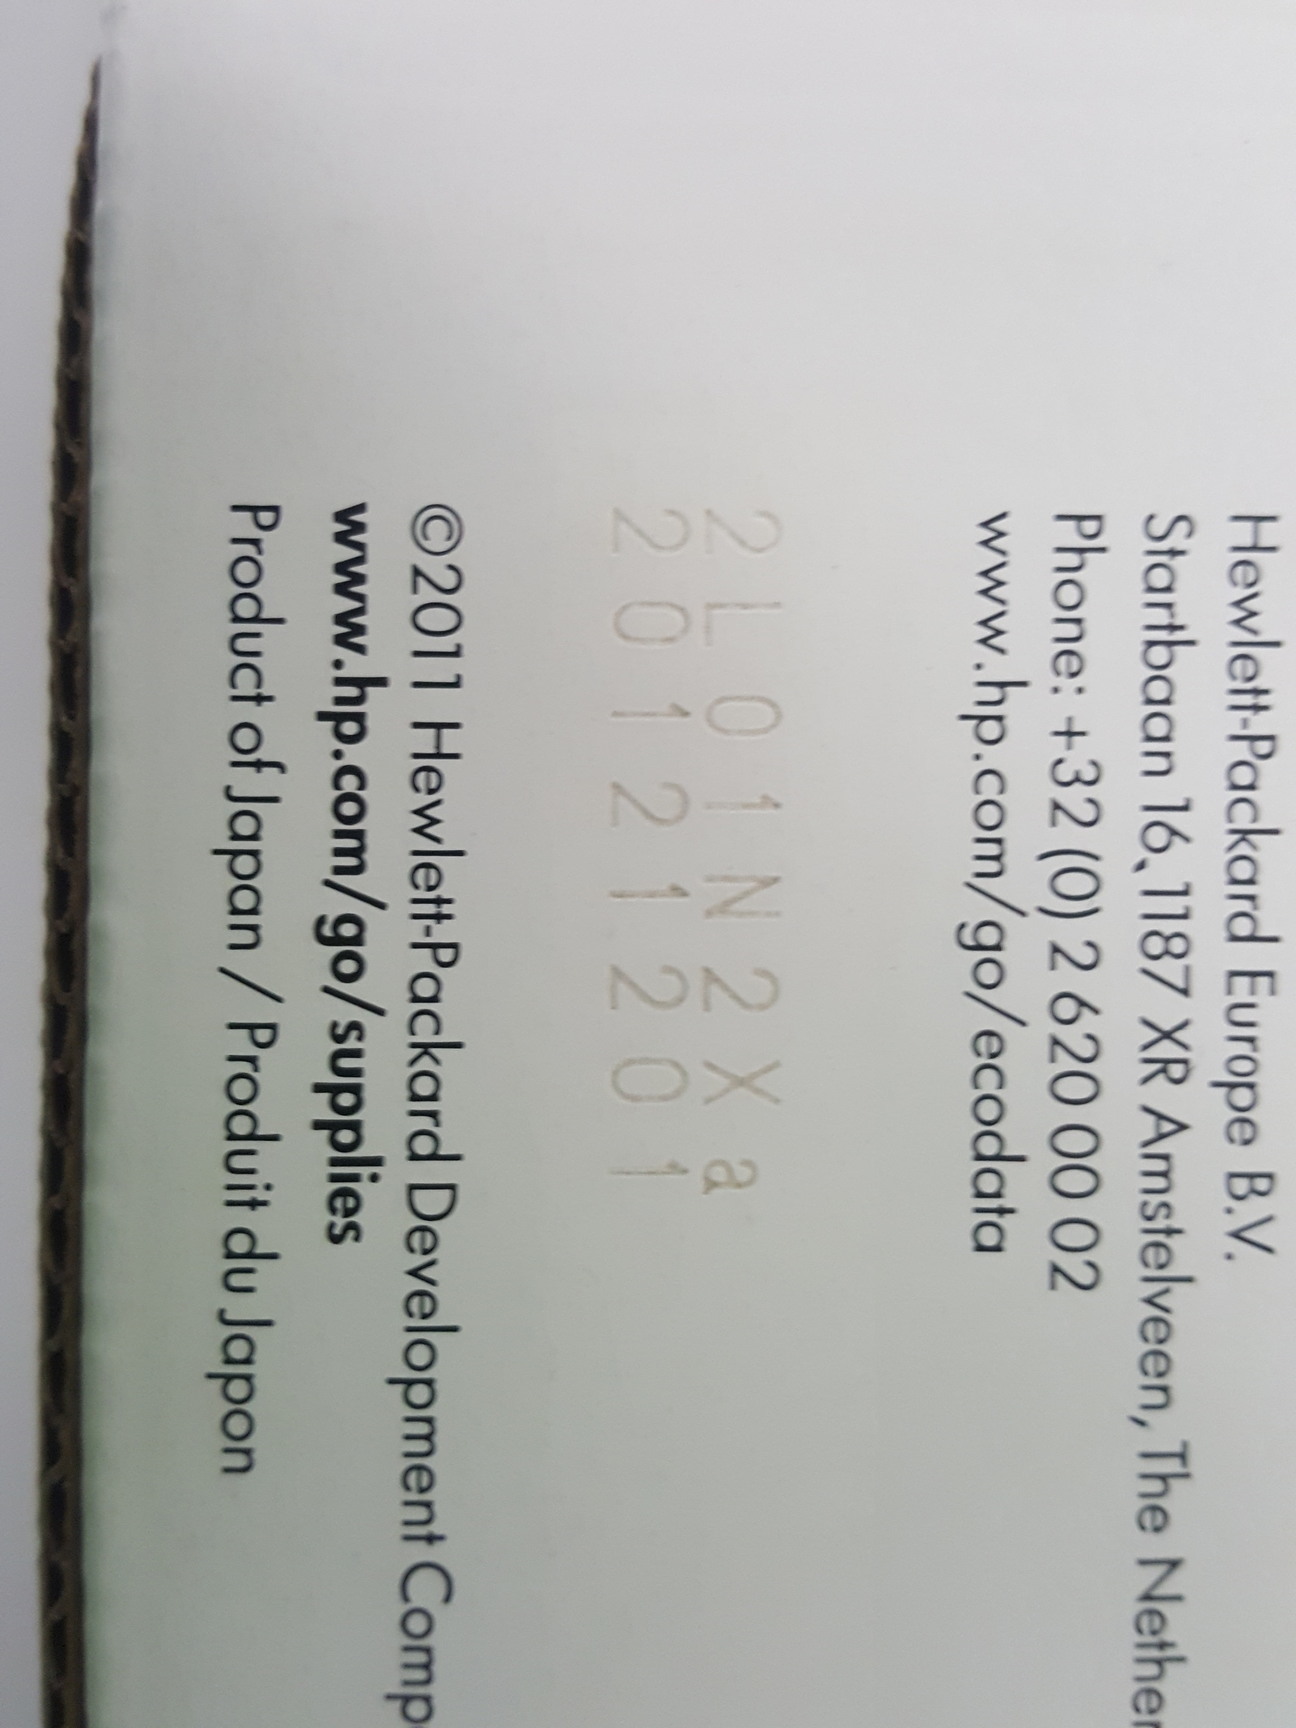 Hewlett-Packard Europe B.V.
Startbaan 16, 1187 XR Amstelveen, The Nether
Phone: +32 (0) 2 620 00 02
www.hp.com/go/ecodata
2L01N2Xa
20121201
©2011 Hewlett-Packard Development Comp
www.hp.com/go/supplies
Product of Japan / Produit du Japon